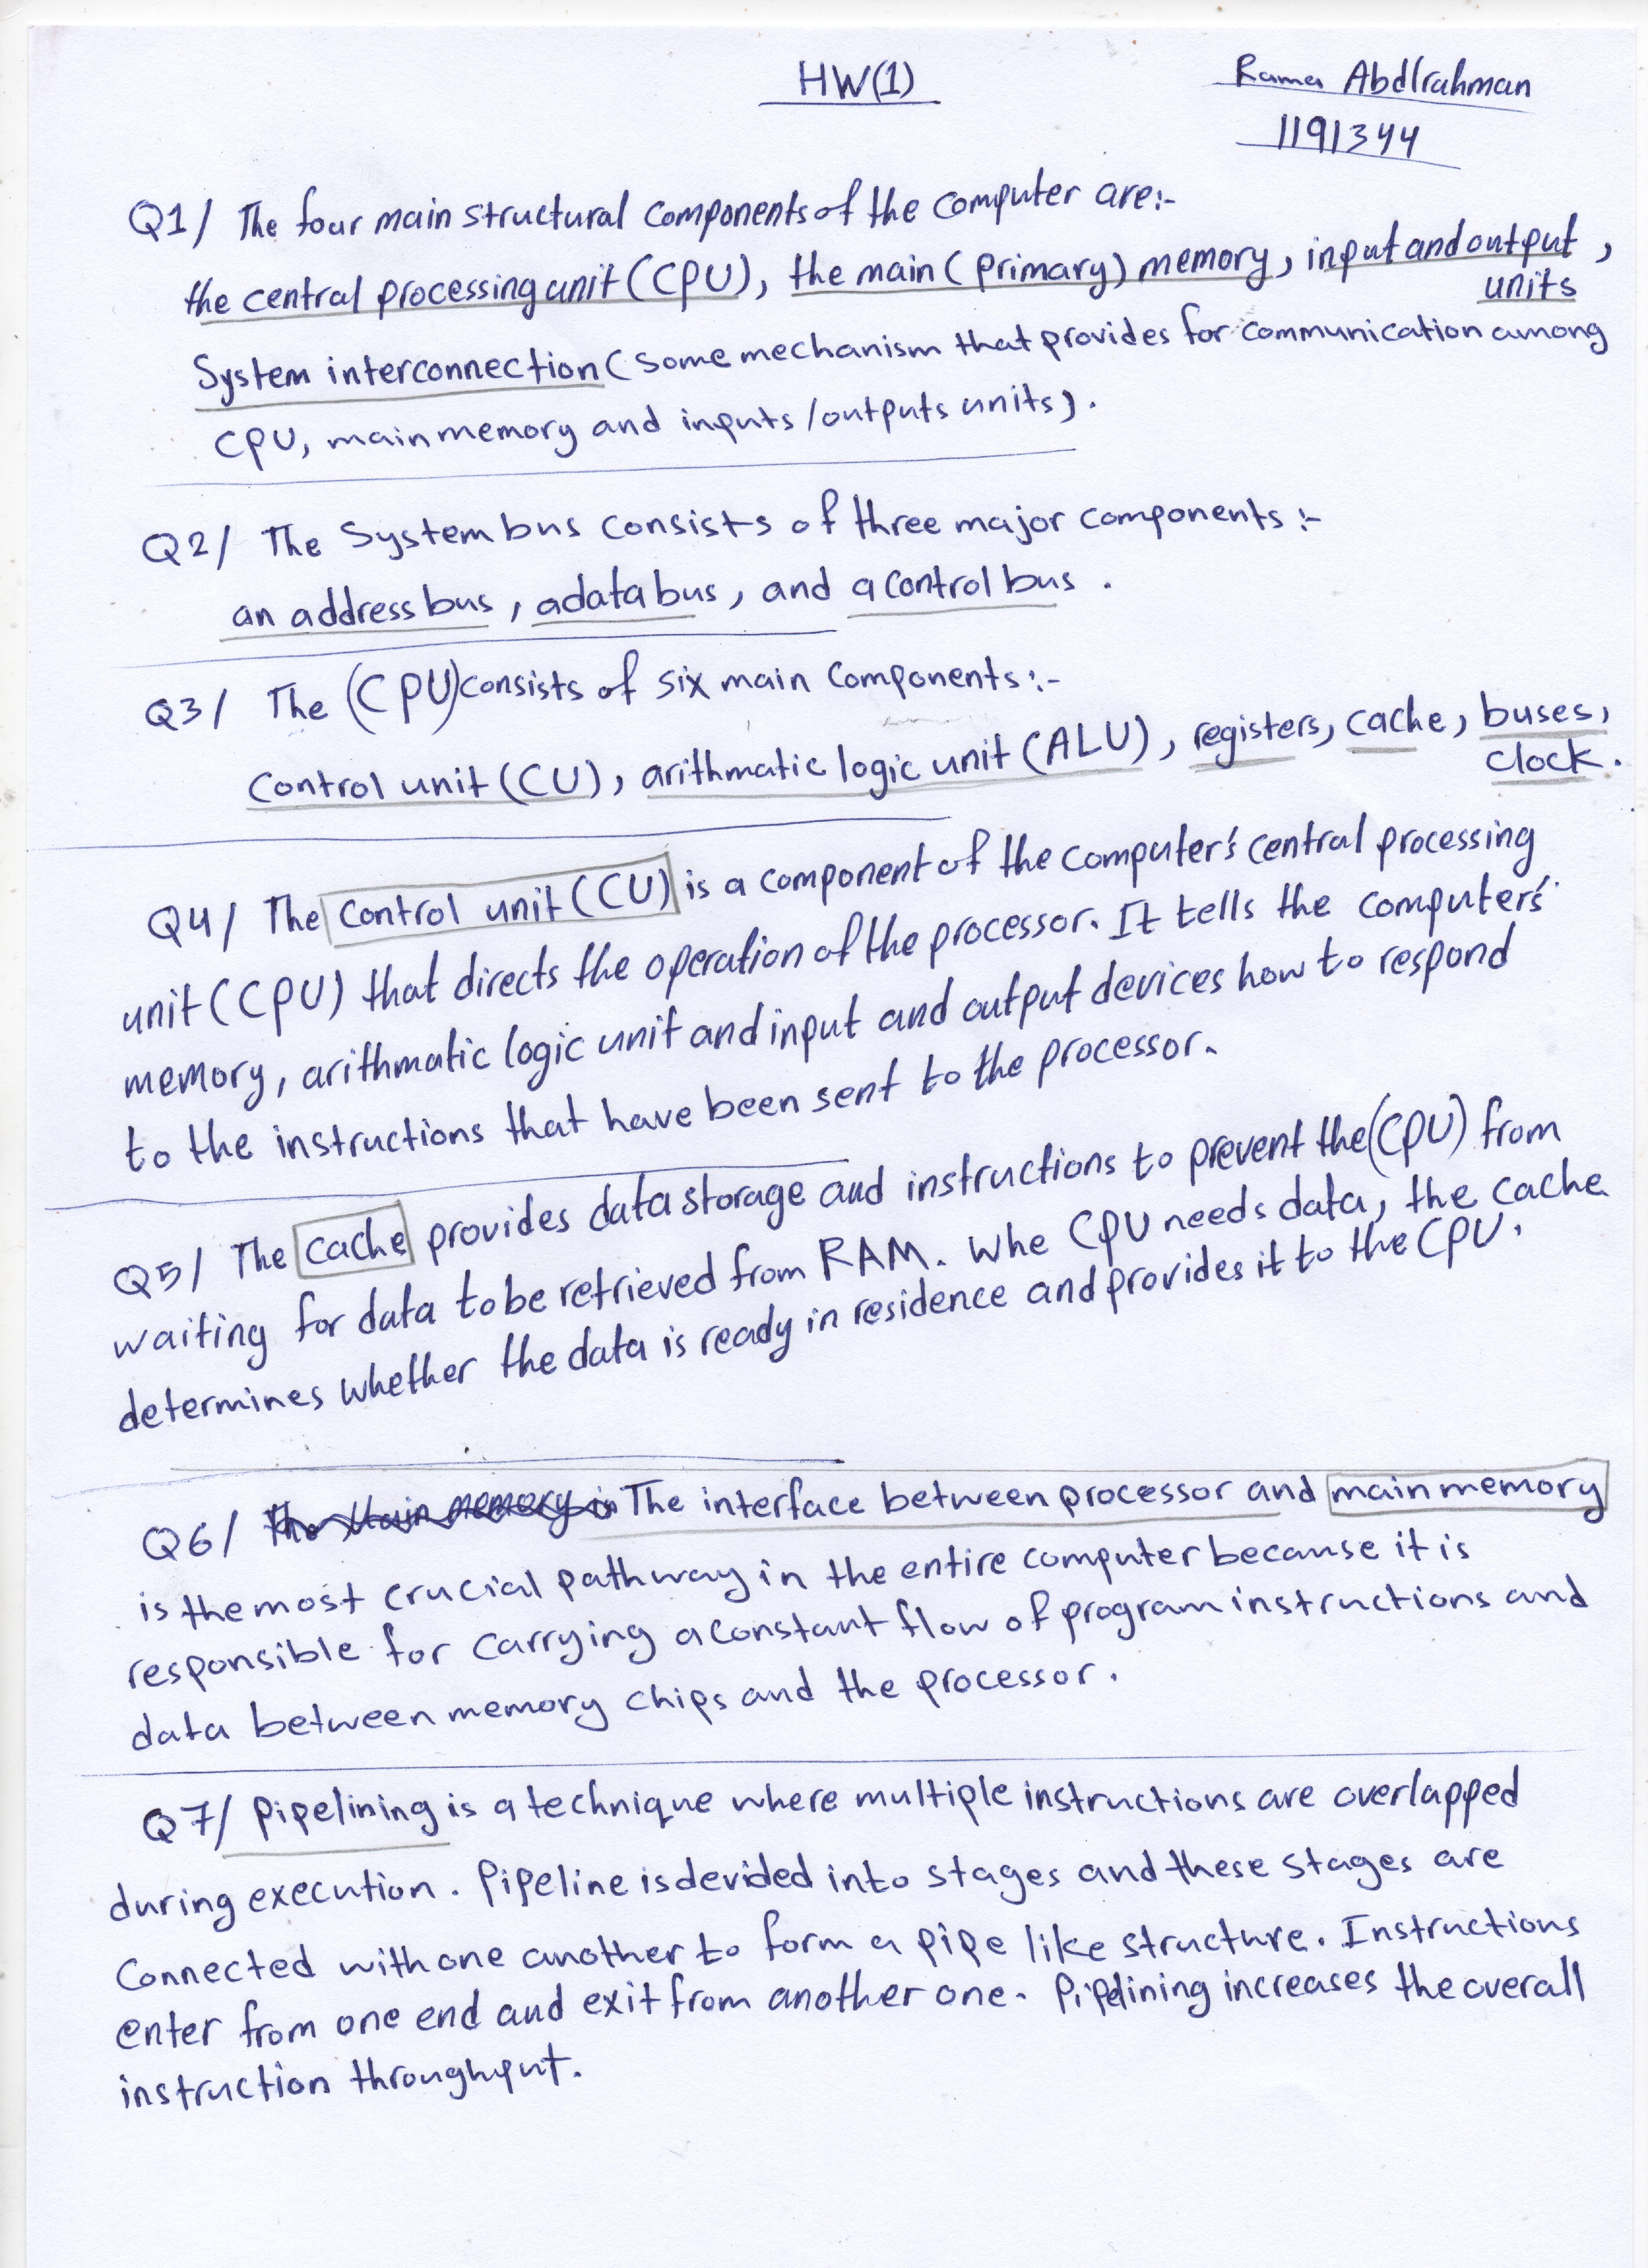 HW(1)
Rama Abdlrahman
1191344
Q1/ The four main structural components of the computer are:-
the central processing unit (CPU), the main (primary) memory, input and output,
units
System interconnection (some mechanism that provides for communication among
CPU, main memory and inputs/outputs units).
Q2/ The System bus consists of three major components :-
an address bus, a data bus, and a control bus.
Q3/ The (CPU) consists of six main components:-
Control unit (CU), arithmatic logic unit (ALU), registers, cache, buses,
clock.
Q4/ The control unit (CU) is a component of the computer's central processing
unit (CPU) that directs the operation of the processor. It tells the computer's
memory, arithmatic logic unit and input and output devices how to respond
to the instructions that have been sent to the processor.
Q5/ The cache provides data storage and instructions to prevent the (CPU) from
waiting for data to be retrieved from RAM. Whe CPU needs data, the cache
determines whether the data is ready in residence and provides it to the CPU.
Q6/ The Main memory in The interface between processor and main memory
is the most crucial pathway in the entire computer because it is
responsible for carrying a constant flow of program instructions and
data between memory chips and the processor.
Q7/ Pipelining is a technique where multiple instructions are overlapped
during execution. Pipeline is devided into stages and these stages are
Connected with one another to form a pipe like structure. Instructions
enter from one end and exit from another one. Pipelining increases the overall
instruction throughput.